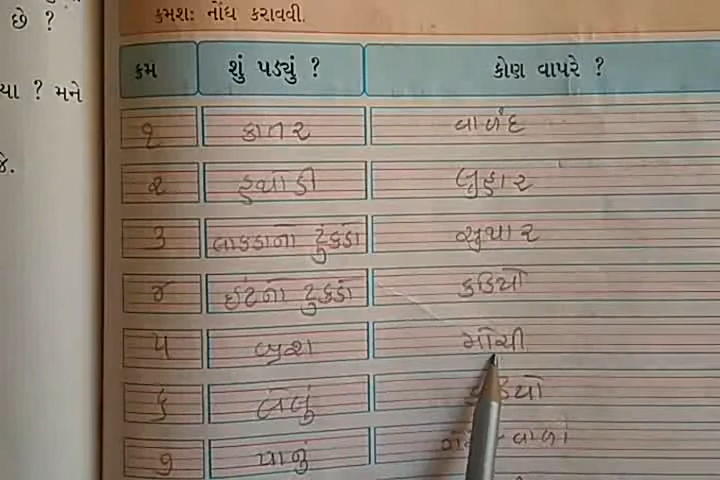 ક્રમશઃ નોંધ કરાવવી.
છે ?
યા ? મને
કે.
ક્રમ શું પડ્યું ? કોણ વાપરે ?
૧ કાતર વાળંદ
૨ હથોડી લુહાર
૩ લાકડાનો ટુકડો સુથાર
૪ ઈંટનો ટુકડો કડિયો
૫ બ્રશ મોચી
૬ લેલું કડિયો
૭ પાનું વાળા